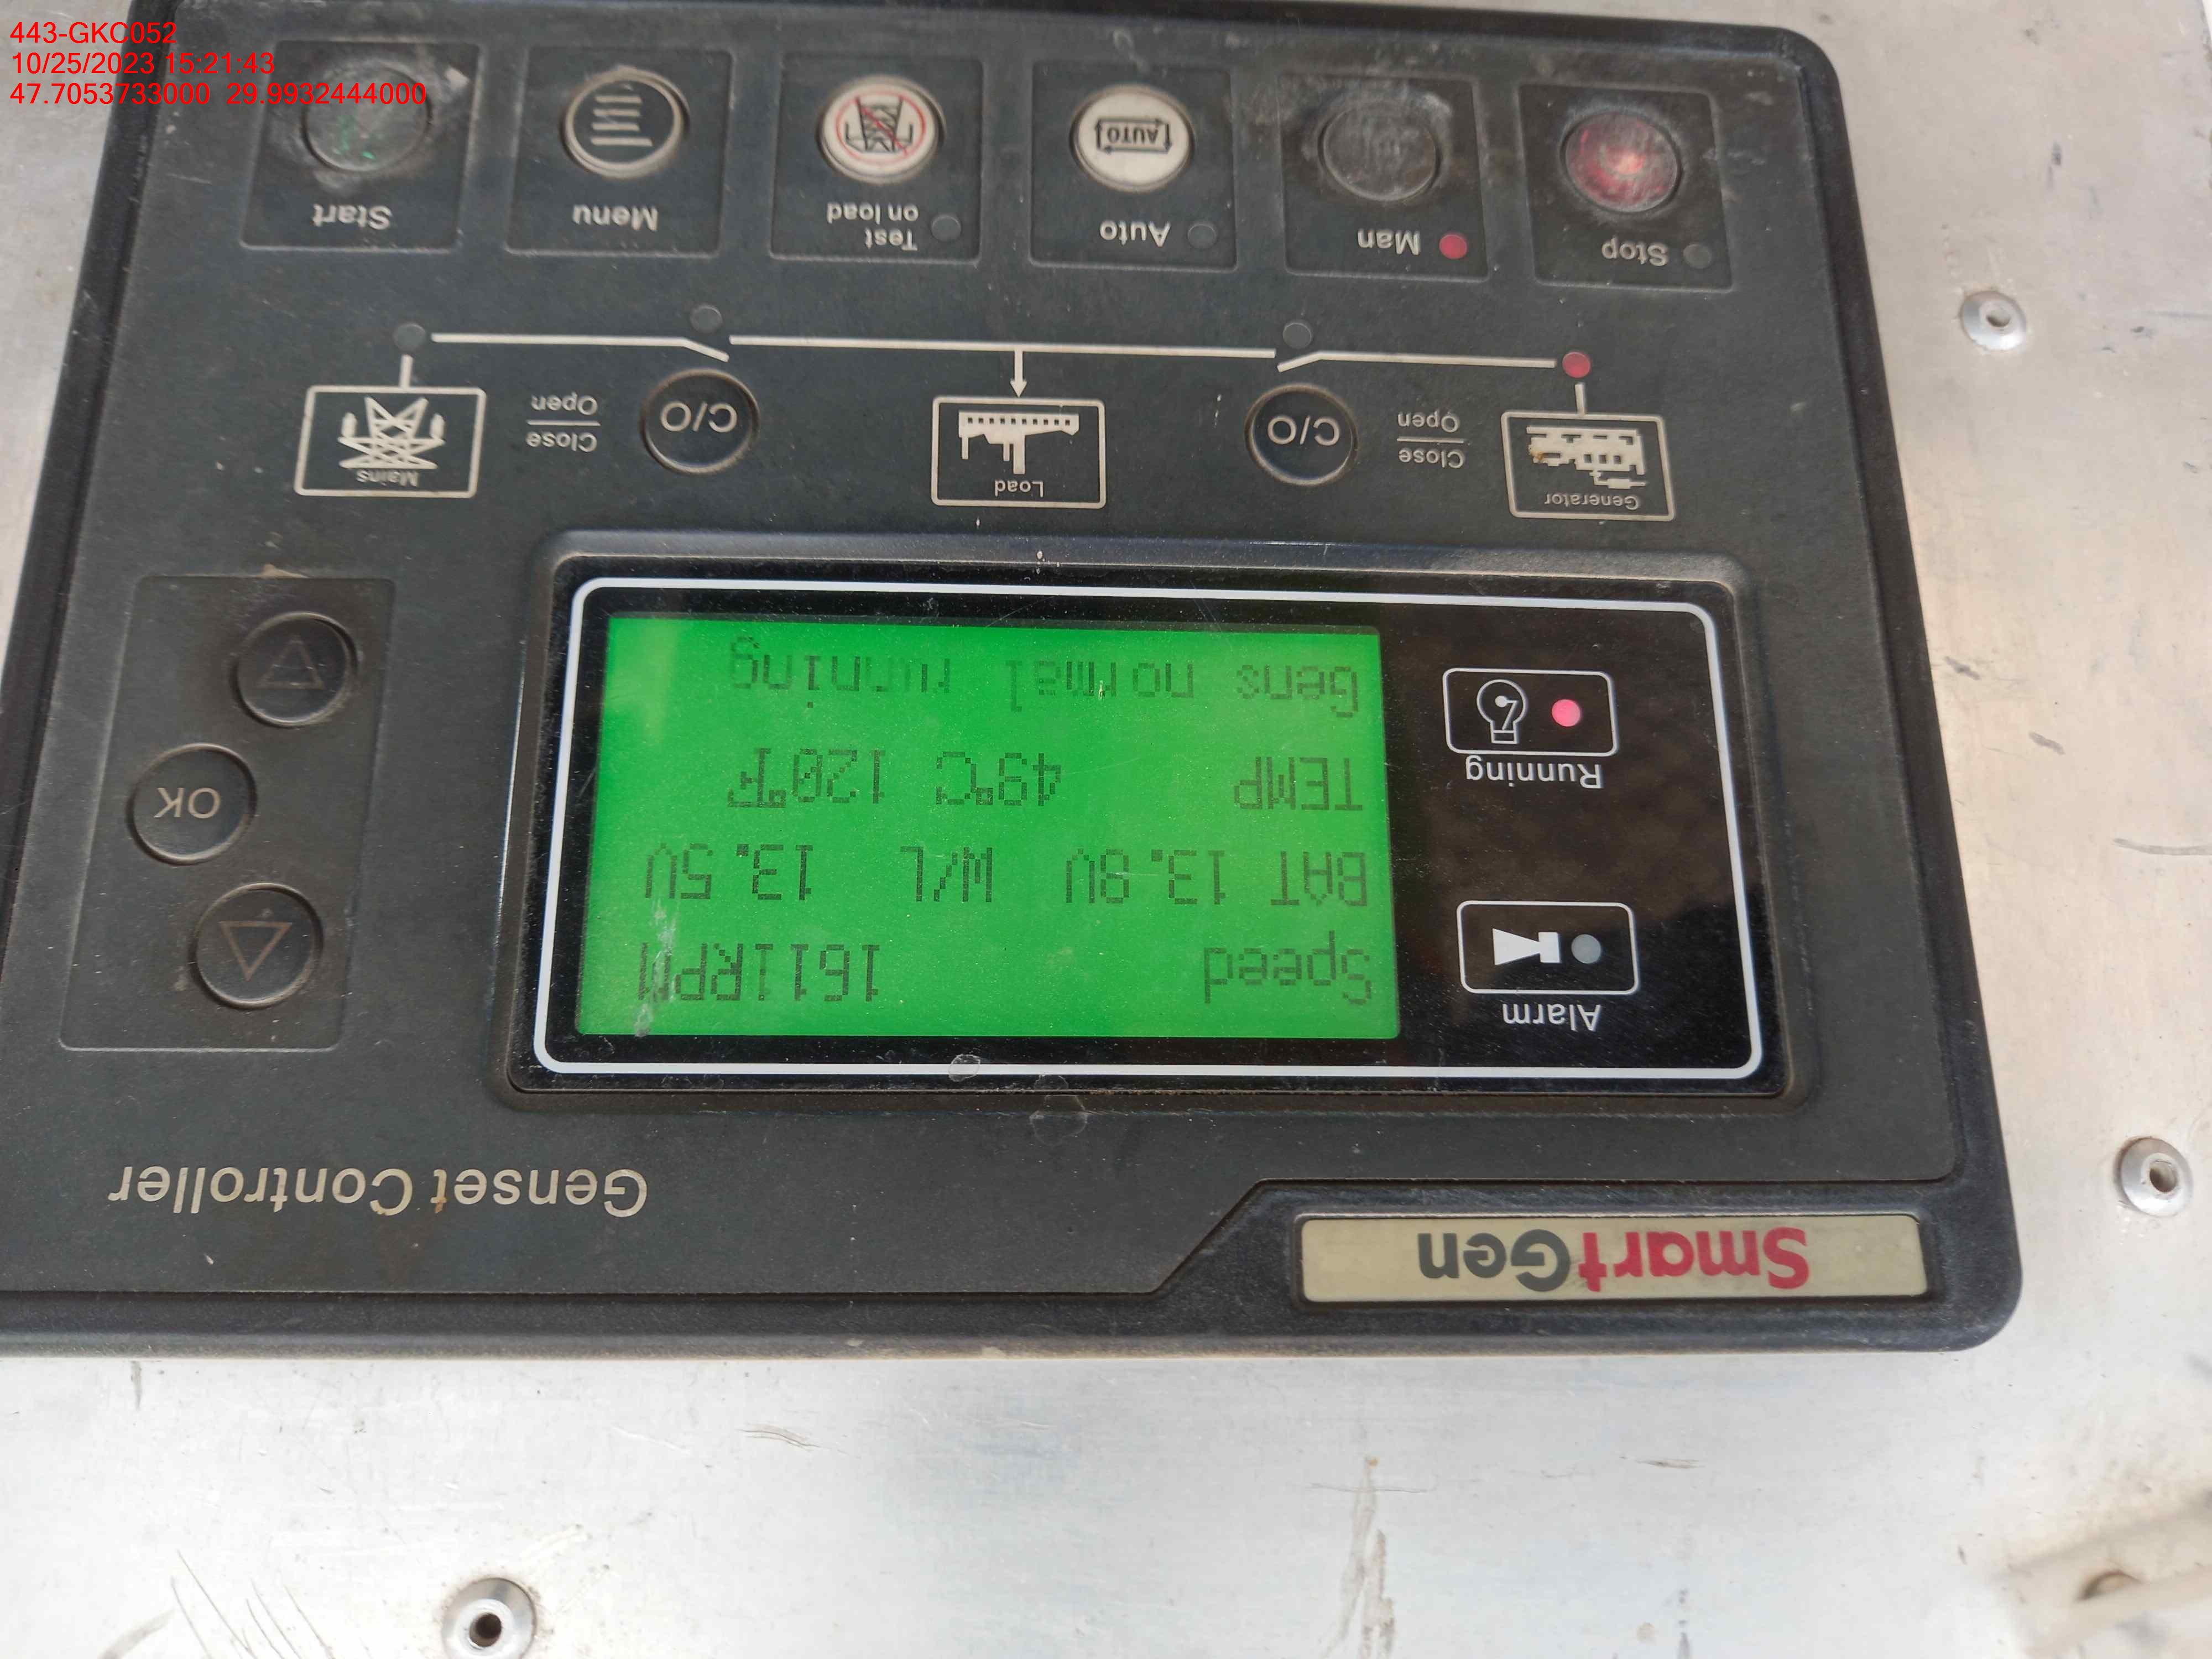 443-GKC052
10/25/2023 15:21:43
47.7053733000 29.9932444000
SmartGen
Genset Controller
Alarm
Running
Speed 1611RPM
BAT 13.8V W/L 13.5V
TEMP 49°C 120°F
Gens normal running
OK
Generator
Close
Open
C/O
Load
C/O
Close
Open
Mains
Stop
Man
Auto
AUTO
Test
on load
Menu
Start